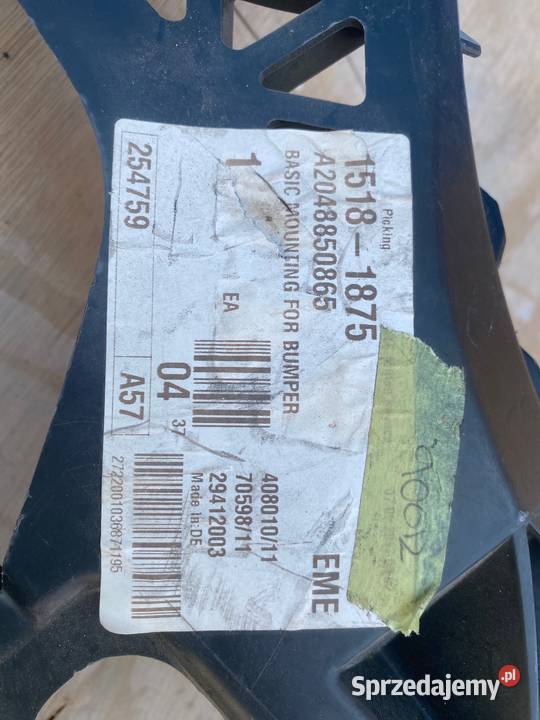 Picking
1518-1875
A2048850865
BASIC MOUNTING FOR BUMPER
1
EA
254759
04
37
A57
408010/11
70598/11
29412003
Made in:DE
EME
Sprzedajemy.pl